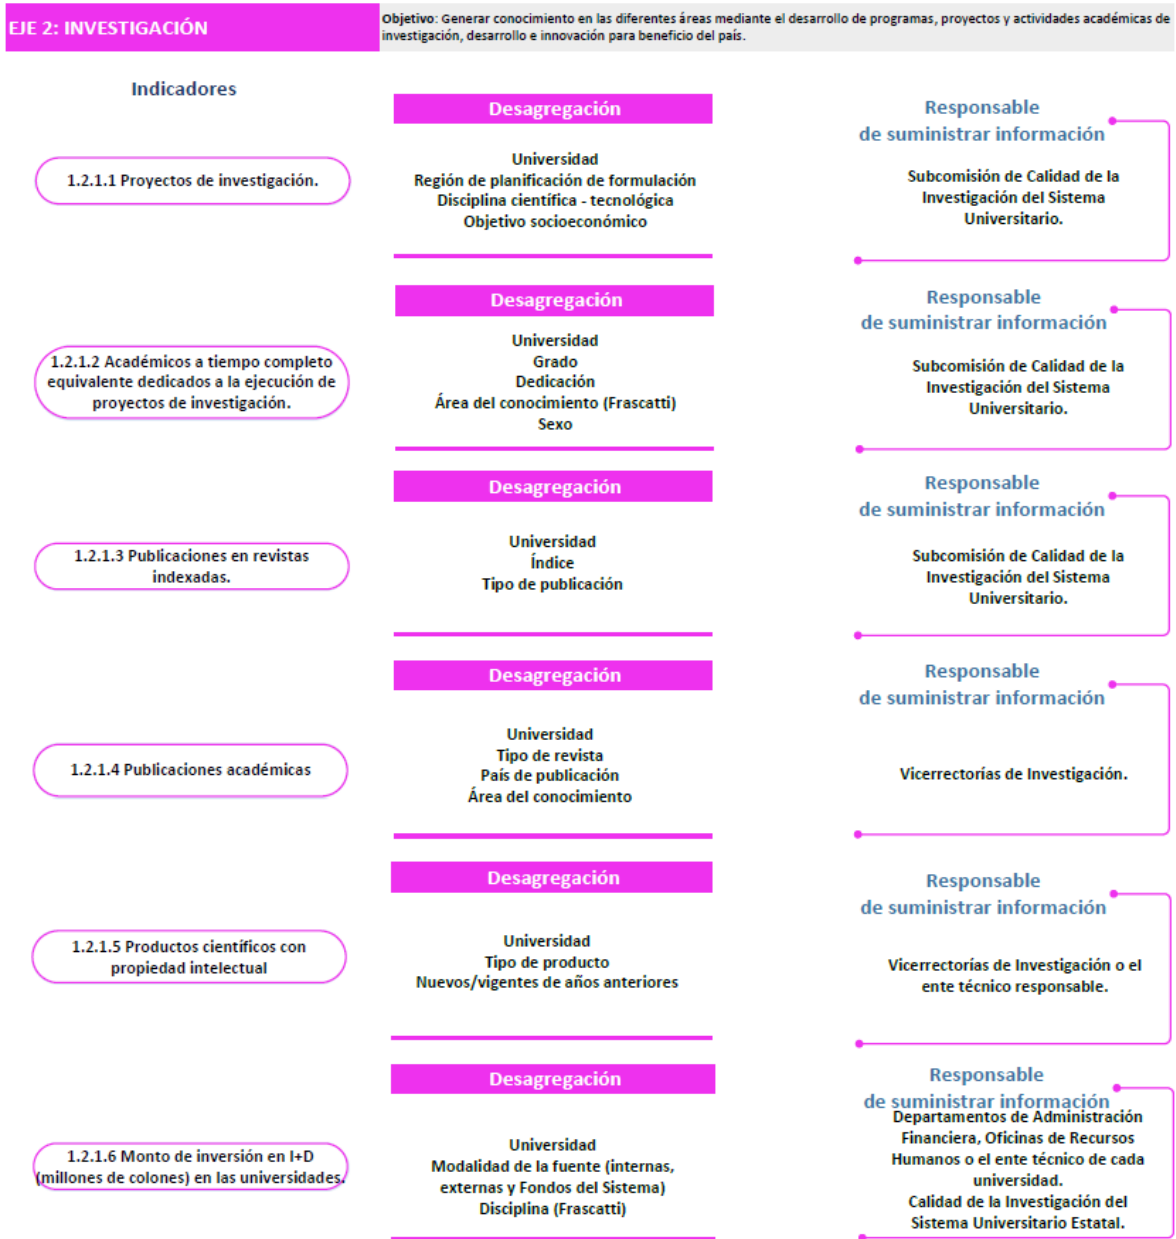 EJE 2: INVESTIGACIÓN
Objetivo: Generar conocimiento en las diferentes áreas mediante el desarrollo de programas, proyectos y actividades académicas de
investigación, desarrollo e innovación para beneficio del país.
Indicadores
Desagregación
Responsable
de suministrar información
1.2.1.1 Proyectos de investigación.
Universidad
Región de planificación de formulación
Disciplina científica - tecnológica
Objetivo socioeconómico
Subcomisión de Calidad de la
Investigación del Sistema
Universitario.
Desagregación
Responsable
de suministrar información
1.2.1.2 Académicos a tiempo completo
equivalente dedicados a la ejecución de
proyectos de investigación.
Universidad
Grado
Dedicación
Área del conocimiento (Frascatti)
Sexo
Subcomisión de Calidad de la
Investigación del Sistema
Universitario.
Desagregación
Responsable
de suministrar información
1.2.1.3 Publicaciones en revistas
indexadas.
Universidad
Índice
Tipo de publicación
Subcomisión de Calidad de la
Investigación del Sistema
Universitario.
Desagregación
Responsable
de suministrar información
1.2.1.4 Publicaciones académicas
Universidad
Tipo de revista
País de publicación
Área del conocimiento
Vicerrectorías de Investigación.
Desagregación
Responsable
de suministrar información
1.2.1.5 Productos científicos con
propiedad intelectual
Universidad
Tipo de producto
Nuevos/vigentes de años anteriores
Vicerrectorías de Investigación o el
ente técnico responsable.
Desagregación
Responsable
de suministrar información
1.2.1.6 Monto de inversión en I+D
(millones de colones) en las universidades.
Universidad
Modalidad de la fuente (internas,
externas y Fondos del Sistema)
Disciplina (Frascatti)
Departamentos de Administración
Financiera, Oficinas de Recursos
Humanos o el ente técnico de cada
universidad.
Calidad de la Investigación del
Sistema Universitario Estatal.